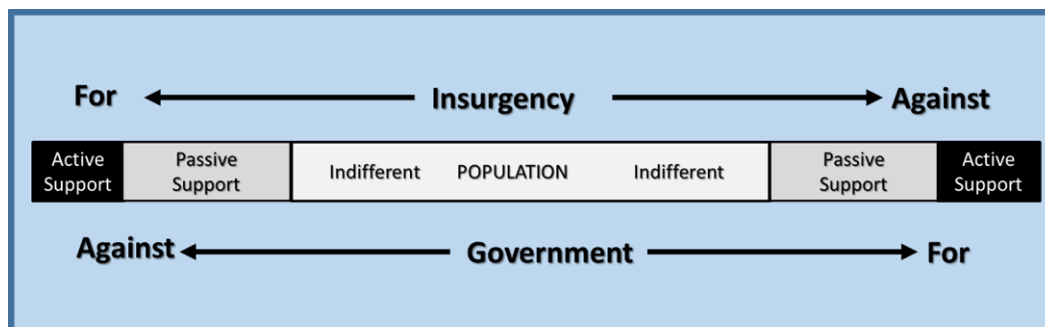 For Insurgency Against
Active Passive Passive Active
Support Support Indifferent POPULATION Indifferent Support Support
Against Government For